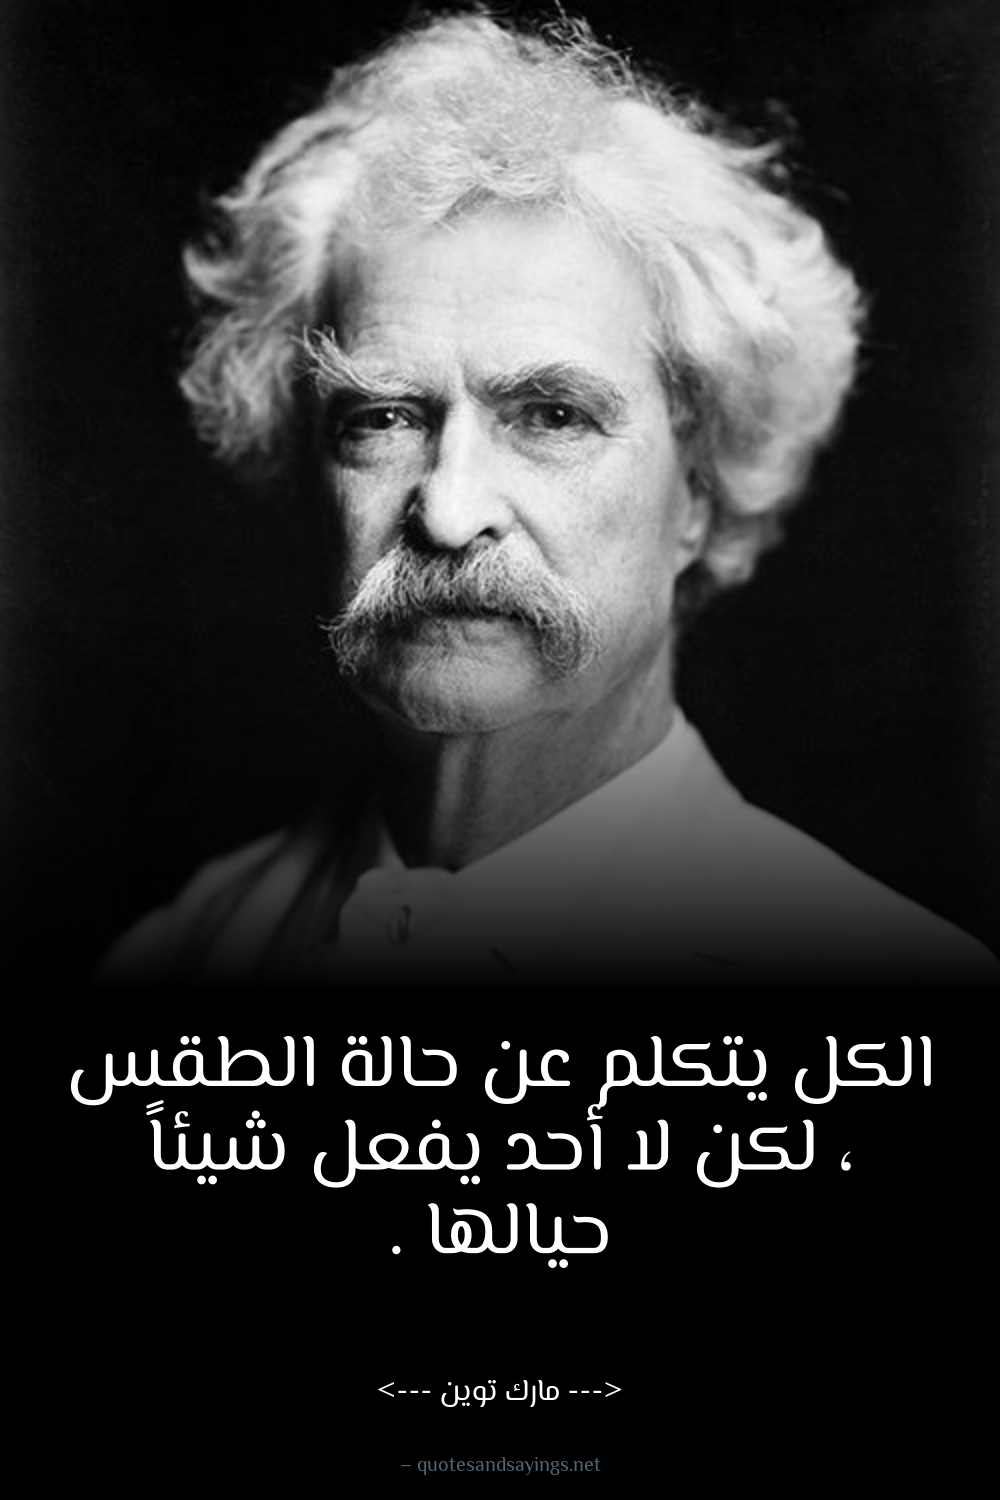 الكل يتكلم عن حالة الطقس
، لكن لا أحد يفعل شيئاً
حيالها .
<--- مارك توين --->
– quotesandsayings.net